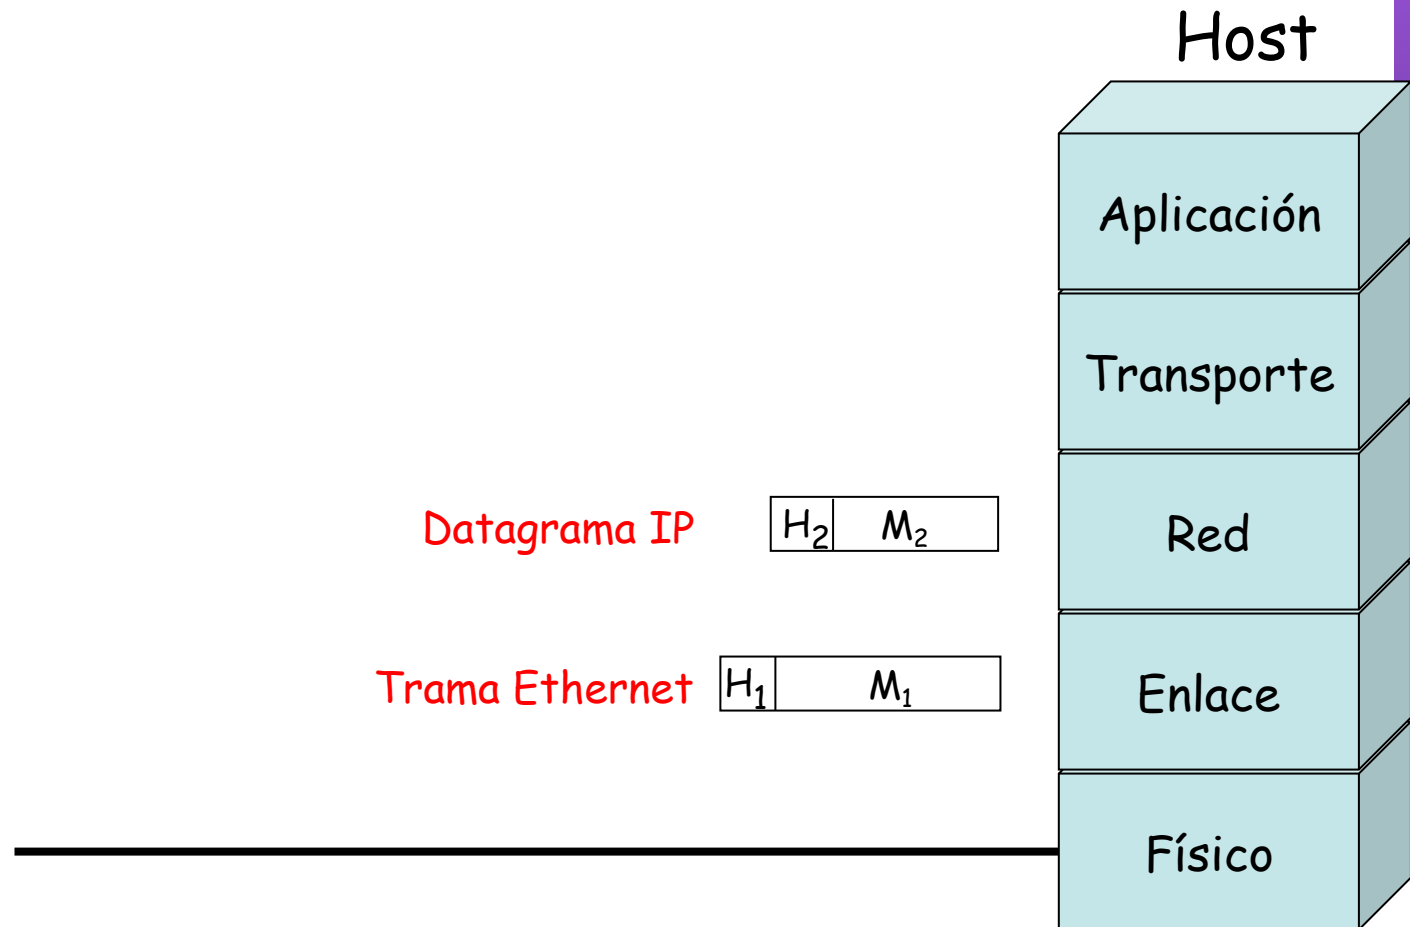 Host
Aplicación
Transporte
Datagrama IP H₂ M₂ Red
Trama Ethernet H₁ M₁ Enlace
Físico